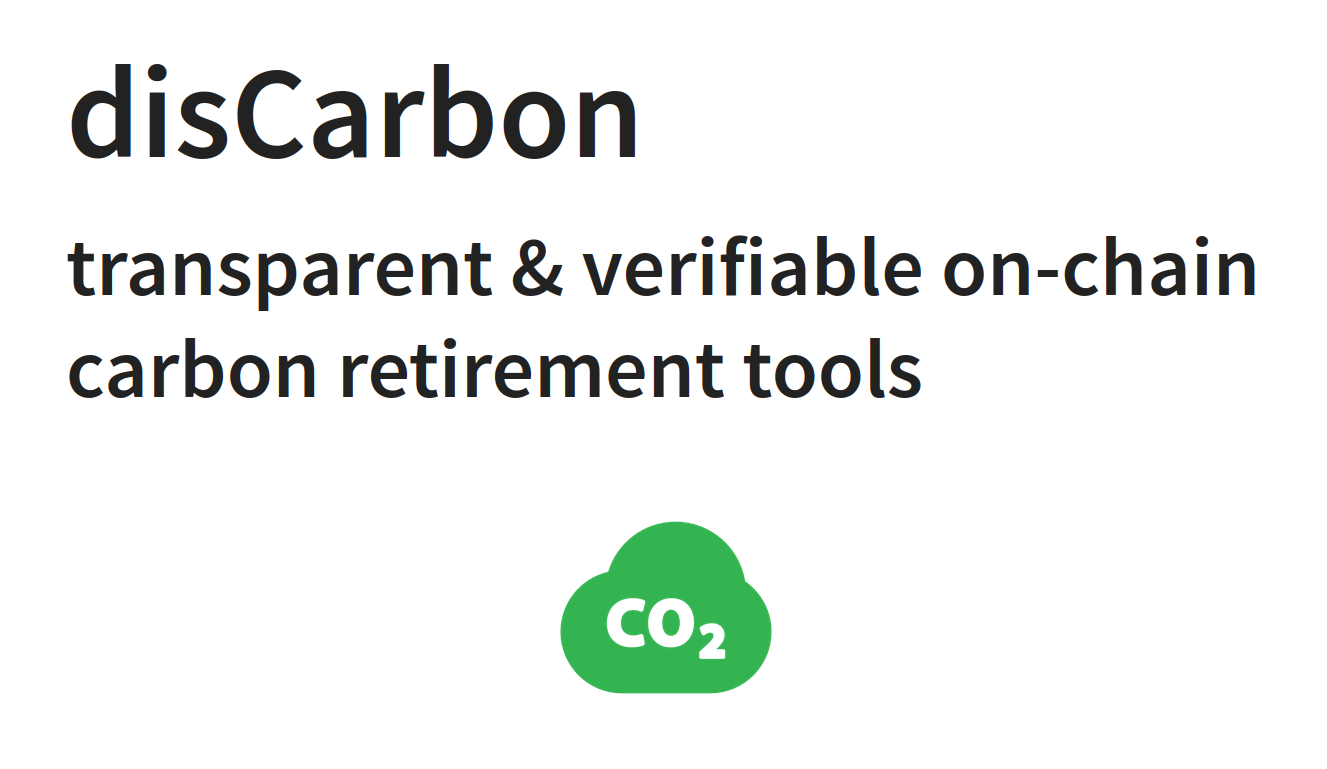 disCarbon
transparent & verifiable on-chain
carbon retirement tools
CO₂